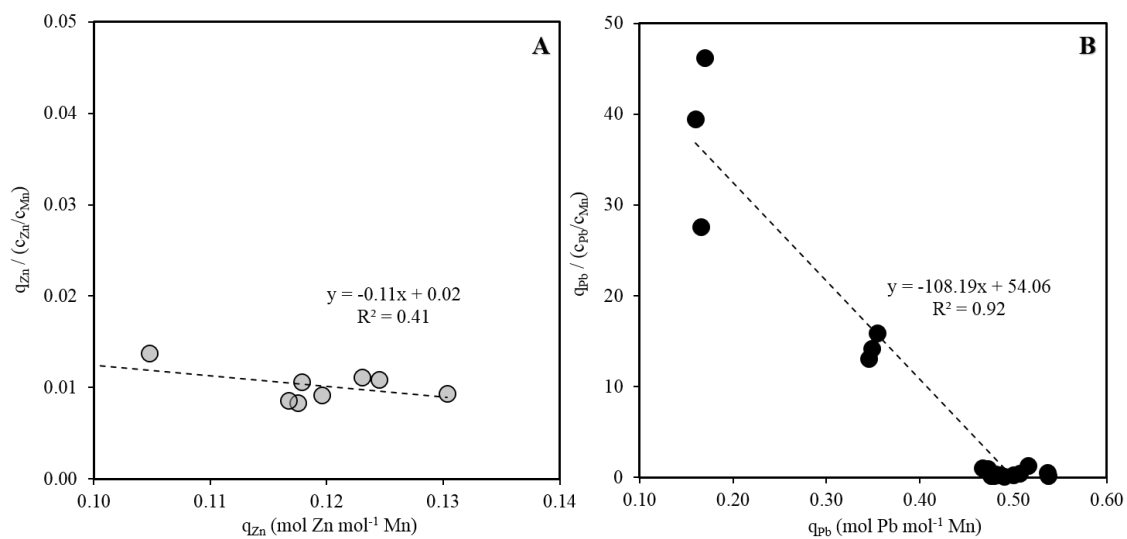 A
0.05
0.04
0.03
0.02
0.01
0.00
q_Zn / (c_Zn/c_Mn)
y = -0.11x + 0.02
R² = 0.41
0.10 0.11 0.12 0.13 0.14
q_Zn (mol Zn mol⁻¹ Mn)
B
50
40
30
20
10
0
q_Pb / (c_Pb/c_Mn)
y = -108.19x + 54.06
R² = 0.92
0.10 0.20 0.30 0.40 0.50 0.60
q_Pb (mol Pb mol⁻¹ Mn)